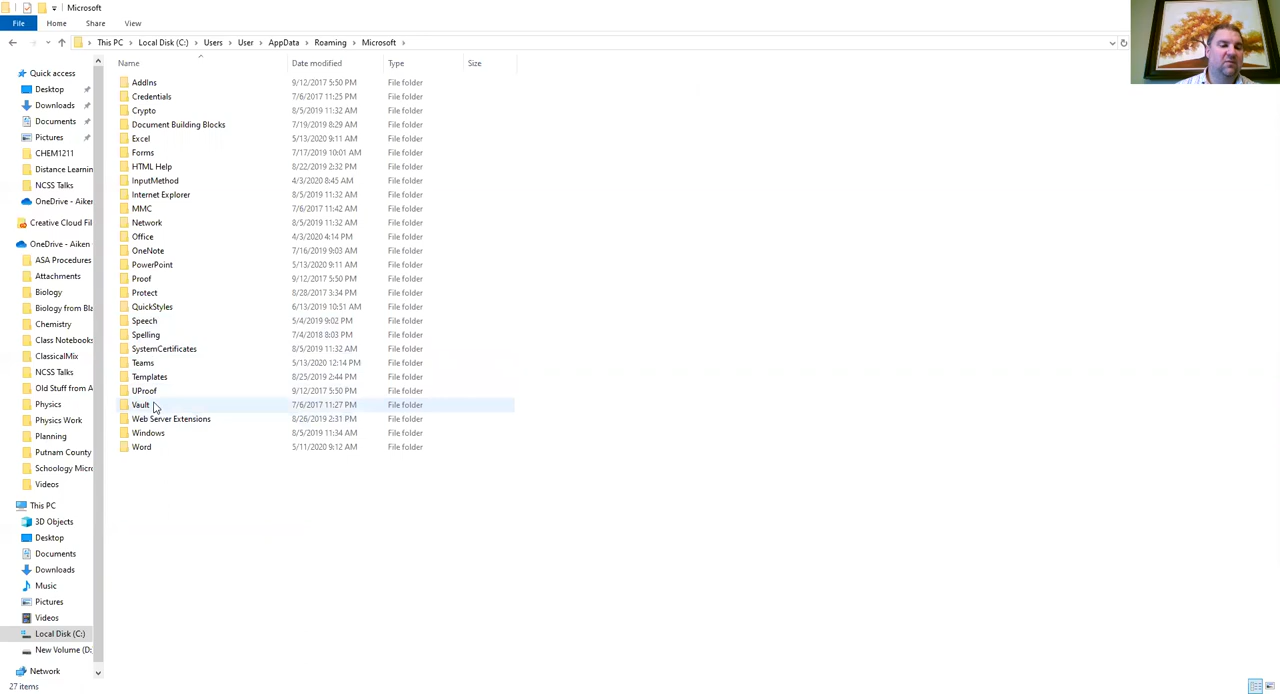 Microsoft
File Home Share View
This PC Local Disk (C:) Users User AppData Roaming Microsoft
Name Date modified Type Size
AddIns 9/12/2017 5:50 PM File folder
Credentials 7/6/2017 11:25 PM File folder
Crypto 8/5/2019 11:32 AM File folder
Document Building Blocks 7/19/2019 8:29 AM File folder
Excel 5/13/2020 9:11 AM File folder
Forms 7/17/2019 10:01 AM File folder
HTML Help 8/22/2019 2:32 PM File folder
InputMethod 4/3/2020 8:45 AM File folder
Internet Explorer 8/5/2019 11:32 AM File folder
MMC 7/6/2017 11:42 AM File folder
Network 8/5/2019 11:32 AM File folder
Office 4/3/2020 4:14 PM File folder
OneNote 7/16/2019 9:03 AM File folder
PowerPoint 5/13/2020 9:11 AM File folder
Proof 9/12/2017 5:50 PM File folder
Protect 8/28/2017 3:34 PM File folder
QuickStyles 6/13/2019 10:51 AM File folder
Speech 5/4/2019 9:02 PM File folder
Spelling 7/4/2018 8:03 PM File folder
SystemCertificates 8/5/2019 11:32 AM File folder
Teams 5/13/2020 12:14 PM File folder
Templates 8/25/2019 2:44 PM File folder
UProof 9/12/2017 5:50 PM File folder
Vault 7/6/2017 11:27 PM File folder
Web Server Extensions 8/26/2019 2:31 PM File folder
Windows 8/5/2019 11:34 AM File folder
Word 5/11/2020 9:12 AM File folder
Quick access
Desktop
Downloads
Documents
Pictures
CHEM1211
Distance Learnin
NCSS Talks
OneDrive - Aiken
Creative Cloud Fil
OneDrive - Aiken
ASA Procedures
Attachments
Biology
Biology from Bla
Chemistry
Class Notebooks
ClassicalMix
NCSS Talks
Old Stuff from A
Physics
Physics Work
Planning
Putnam County
Schoology Micr
Videos
This PC
3D Objects
Desktop
Documents
Downloads
Music
Pictures
Videos
Local Disk (C:)
New Volume (D:
Network
27 items